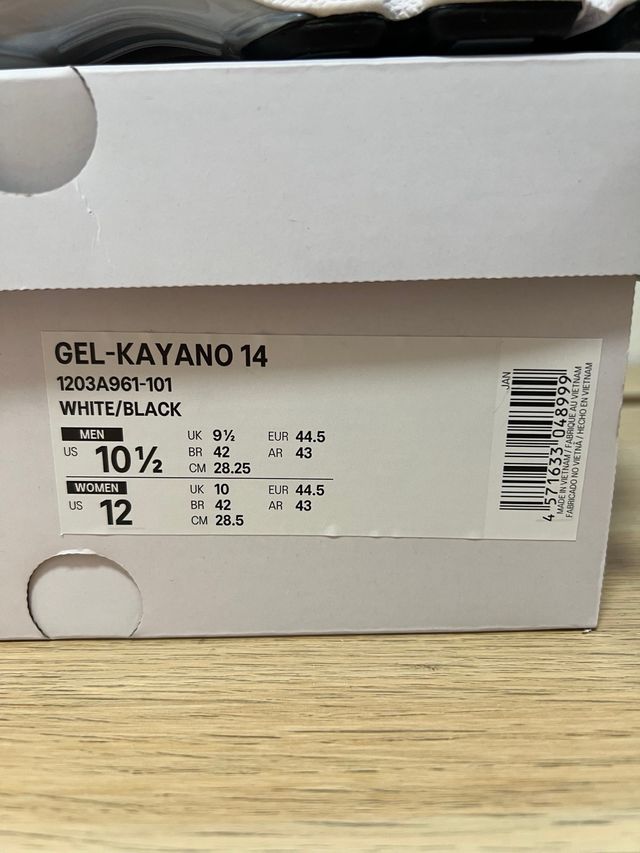 GEL-KAYANO 14
1203A961-101
WHITE/BLACK
MEN
US 10 ½
UK 9½ EUR 44.5
BR 42 AR 43
CM 28.25
WOMEN
US 12
UK 10 EUR 44.5
BR 42 AR 43
CM 28.5
JAN
4 571633 048999
MADE IN VIETNAM / FABRIQUÉ AU VIETNAM
FABRICADO NO VIETNÃ / HECHO EN VIETNAM